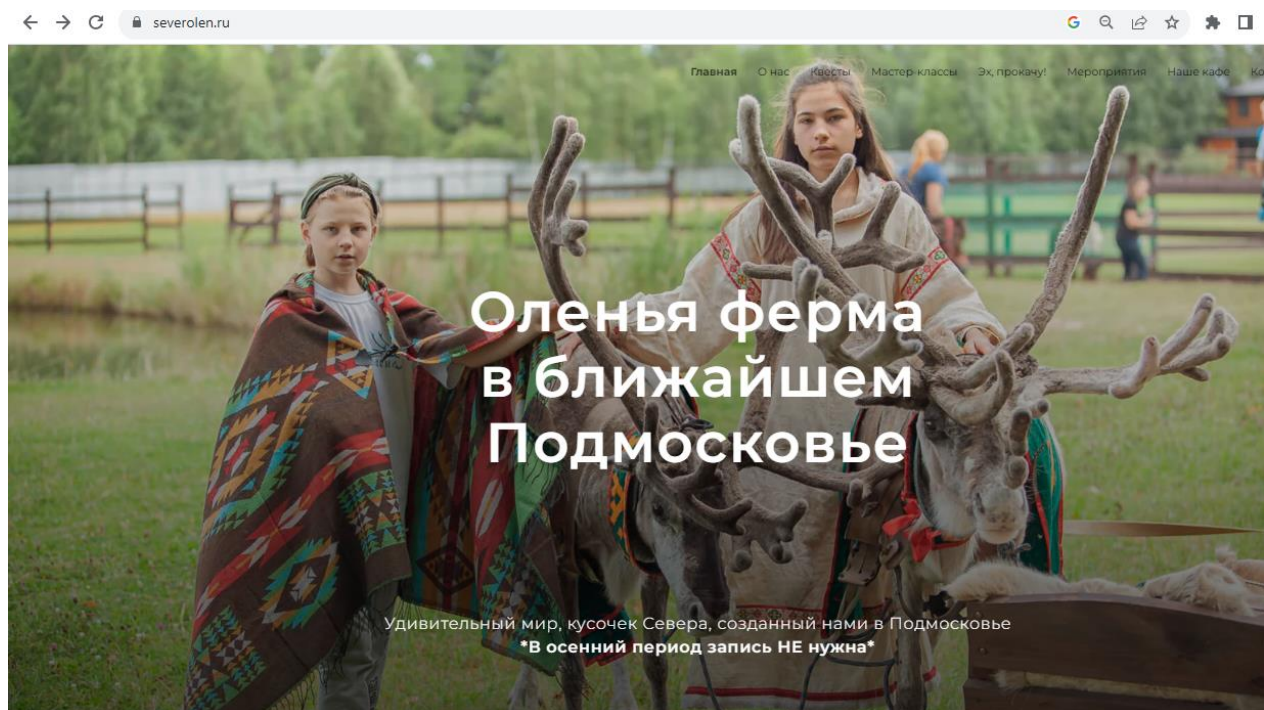 severolen.ru
Главная О нас Квесты Мастер-классы Эх, прокачу! Мероприятия Наше кафе Ко
Оленья ферма
в ближайшем
Подмосковье
Удивительный мир, кусочек Севера, созданный нами в Подмосковье
*В осенний период запись НЕ нужна*